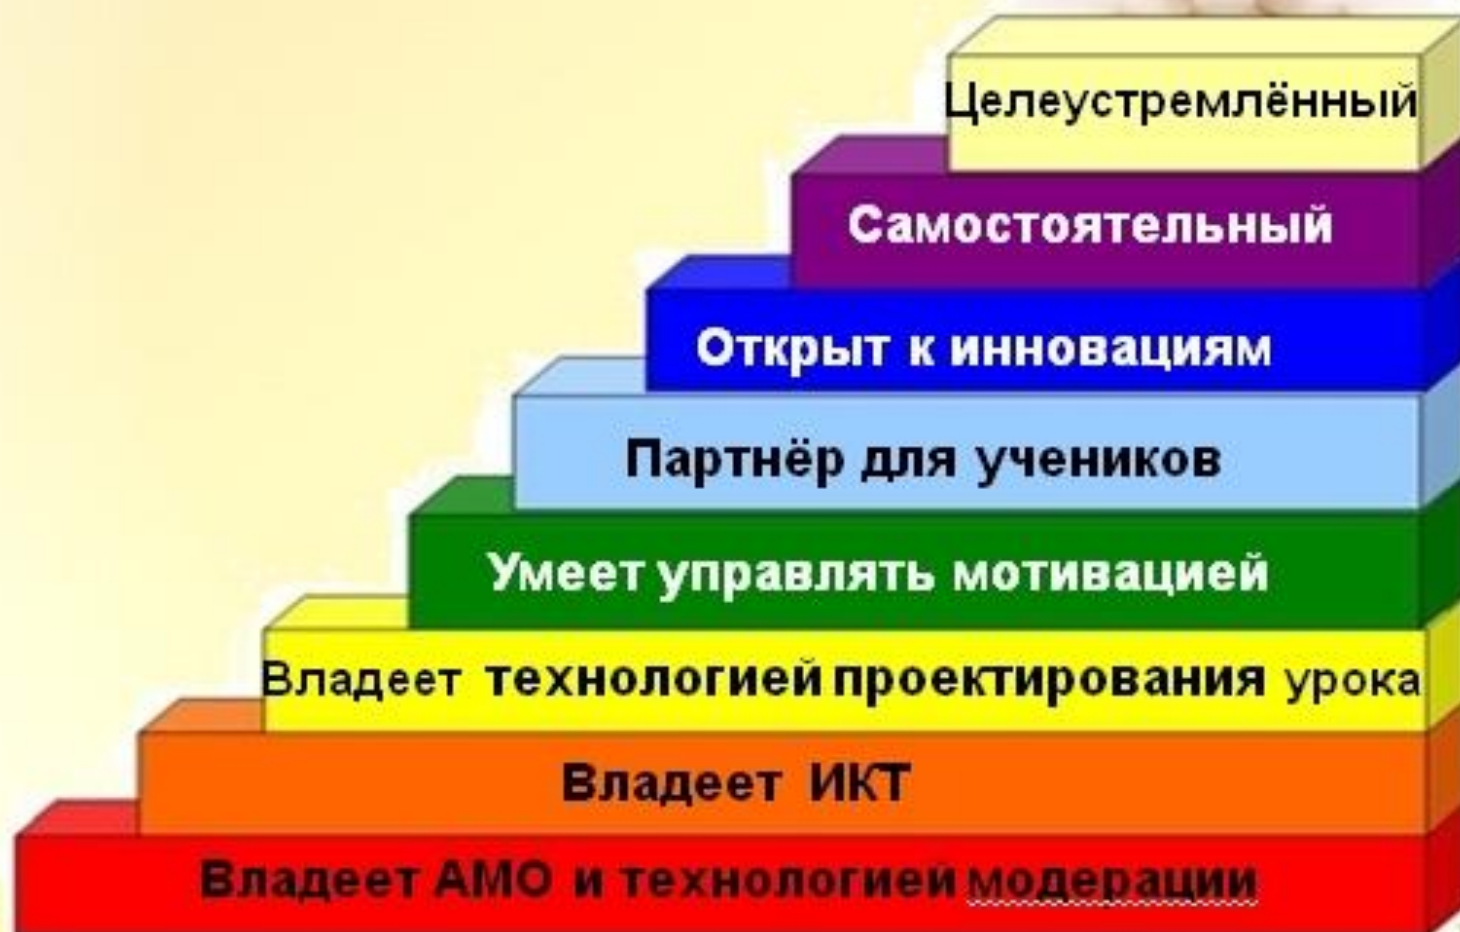 Целеустремлённый
Самостоятельный
Открыт к инновациям
Партнёр для учеников
Умеет управлять мотивацией
Владеет технологией проектирования урока
Владеет ИКТ
Владеет АМО и технологией модерации